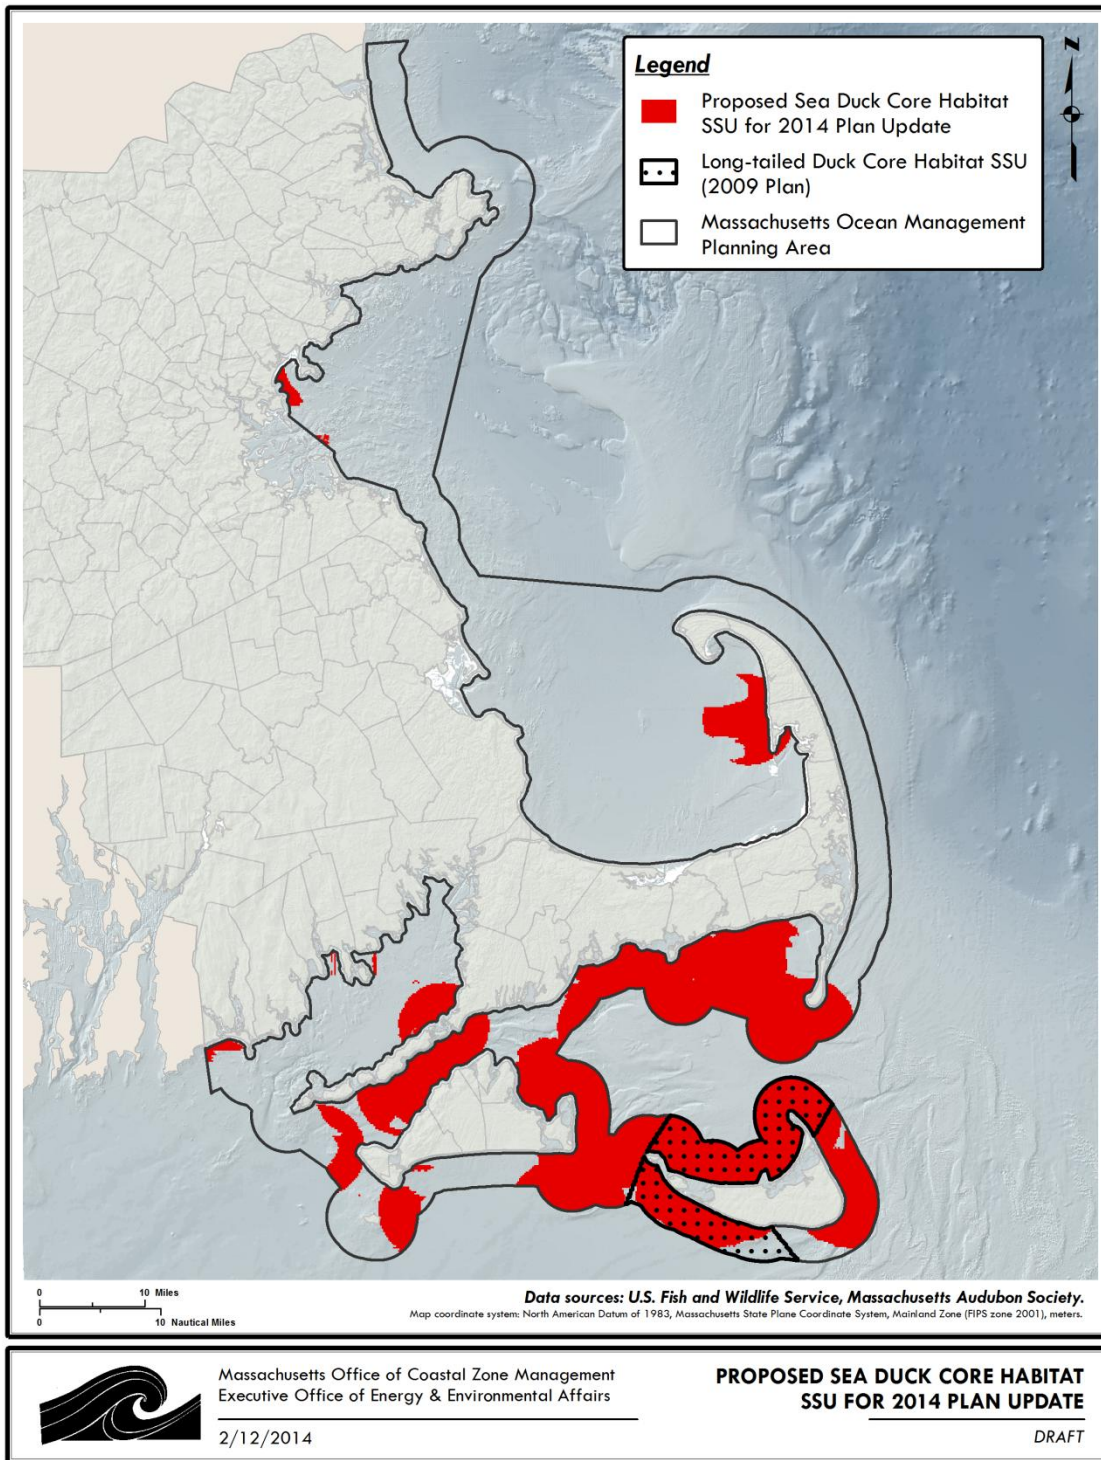 Legend
Proposed Sea Duck Core Habitat
SSU for 2014 Plan Update
Long-tailed Duck Core Habitat SSU
(2009 Plan)
Massachusetts Ocean Management
Planning Area
N
0 10 Miles
0 10 Nautical Miles
Data sources: U.S. Fish and Wildlife Service, Massachusetts Audubon Society.
Map coordinate system: North American Datum of 1983, Massachusetts State Plane Coordinate System, Mainland Zone (FIPS zone 2001), meters.
Massachusetts Office of Coastal Zone Management
Executive Office of Energy & Environmental Affairs
2/12/2014
PROPOSED SEA DUCK CORE HABITAT
SSU FOR 2014 PLAN UPDATE
DRAFT